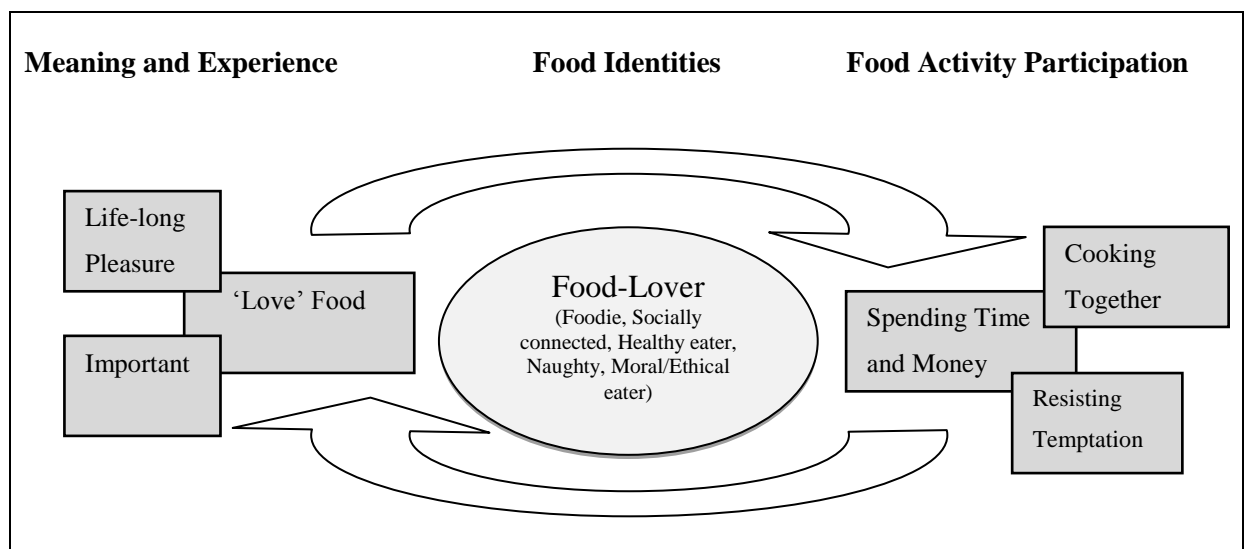 Meaning and Experience
Food Identities
Food Activity Participation
Life-long
Pleasure
‘Love’ Food
Important
Food-Lover
(Foodie, Socially
connected, Healthy eater,
Naughty, Moral/Ethical
eater)
Cooking
Together
Spending Time
and Money
Resisting
Temptation